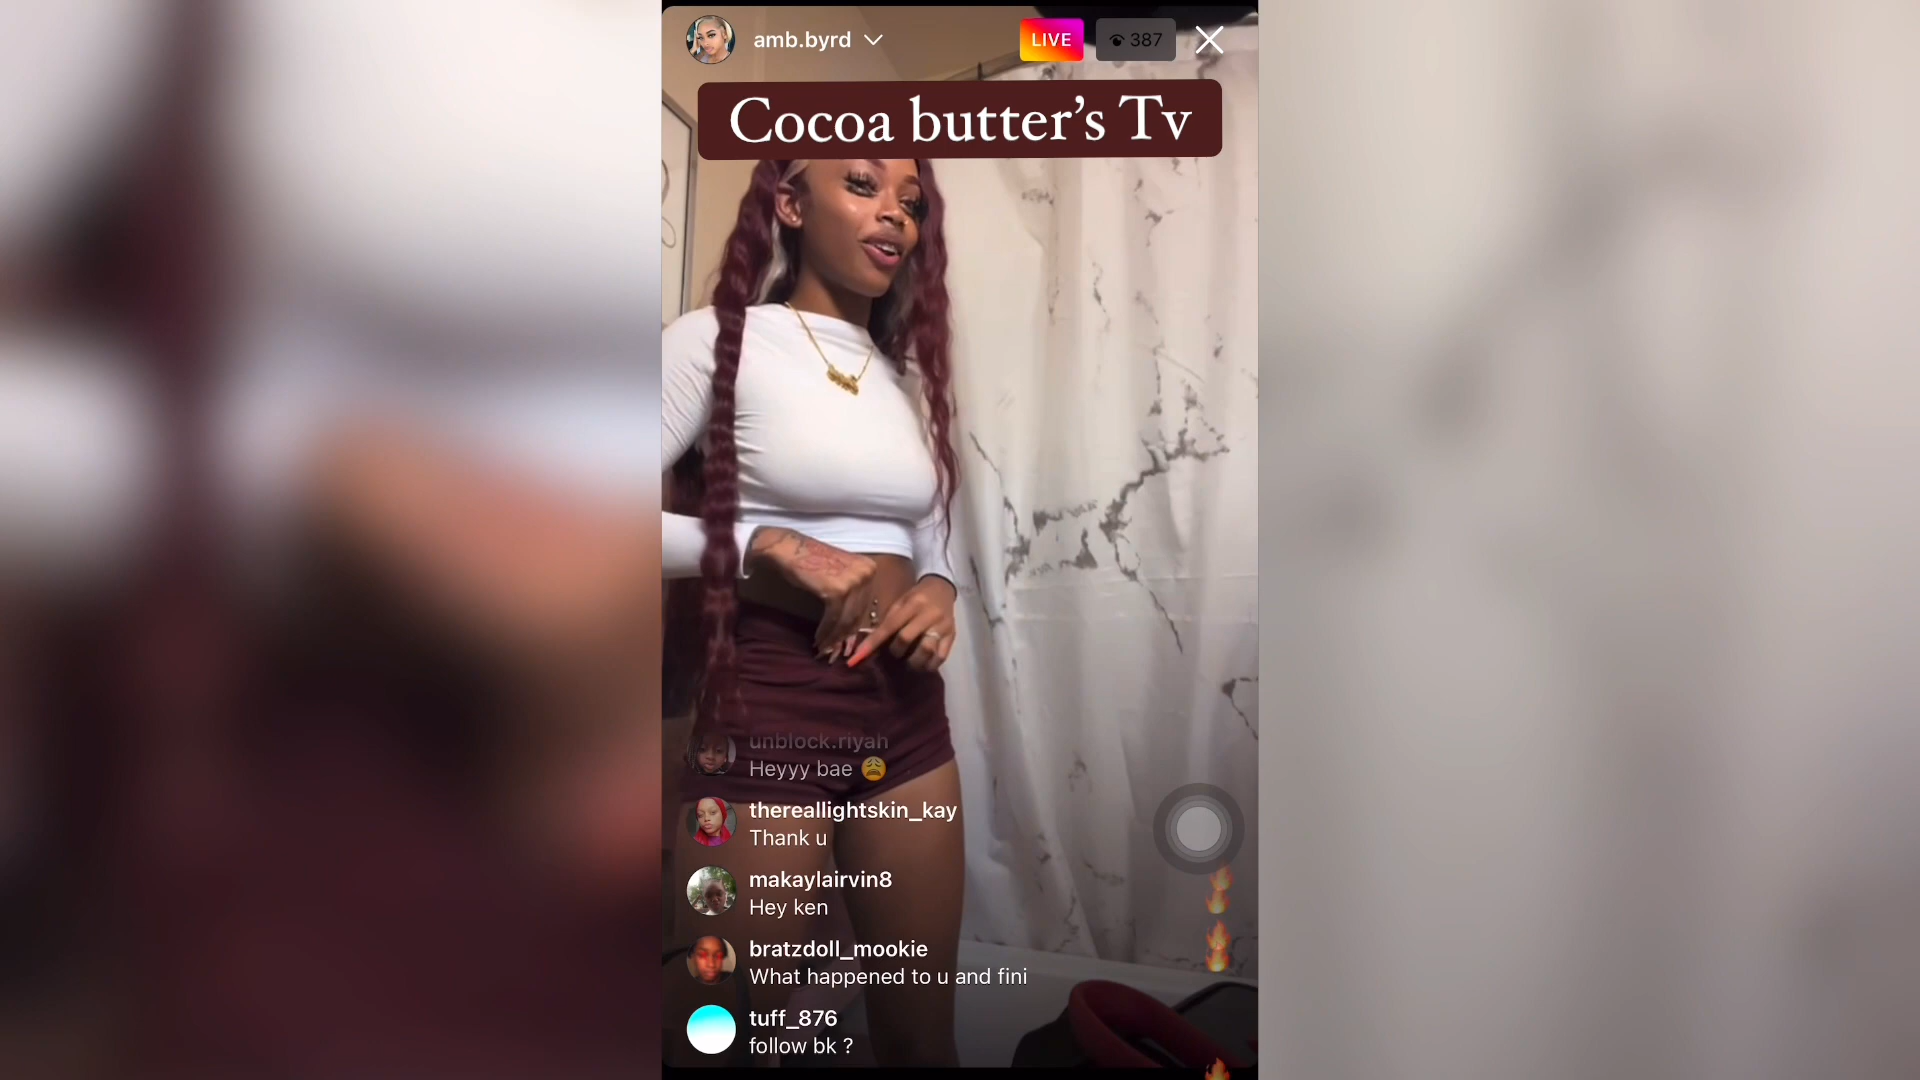 amb.byrd
LIVE
387
Cocoa butter’s Tv
unblock.riyah
Heyyy bae 😩
thereallightskin_kay
Thank u
makaylairvin8
Hey ken
bratzdoll_mookie
What happened to u and fini
tuff_876
follow bk ?